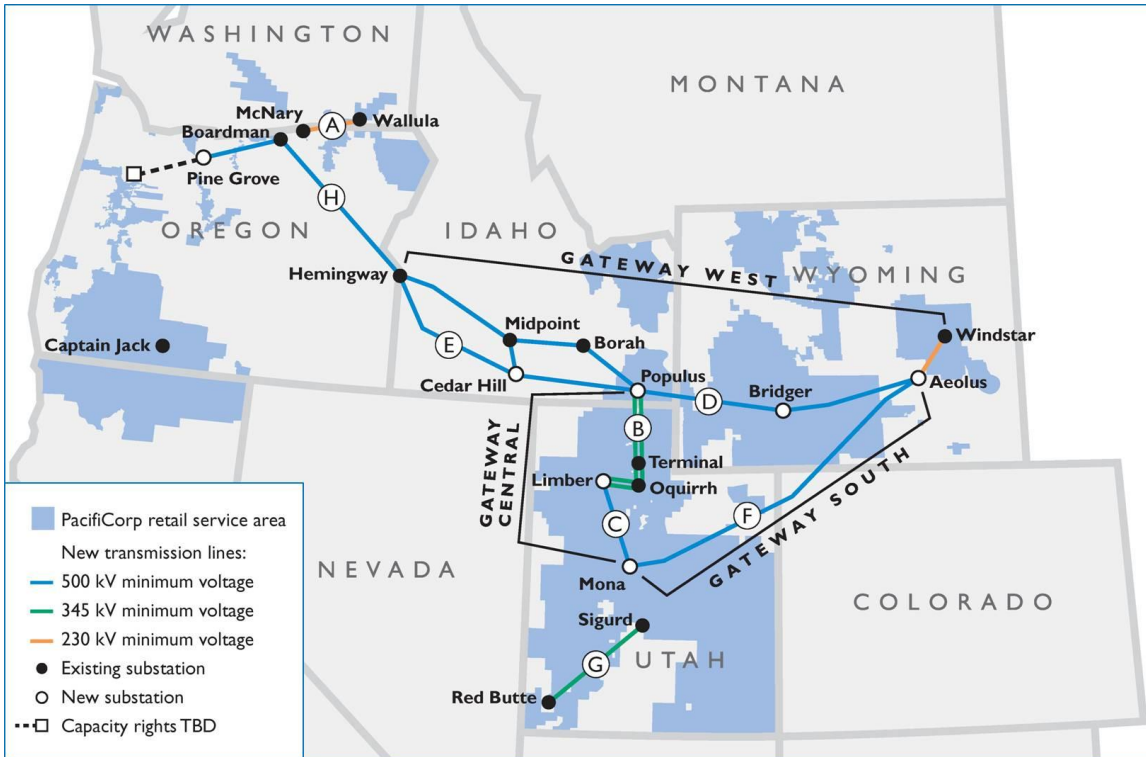 WASHINGTON
MONTANA
McNary
A
Wallula
Boardman
Pine Grove
H
OREGON
IDAHO
GATEWAY WEST
WYOMING
Hemingway
Midpoint
Borah
Windstar
Captain Jack
E
Cedar Hill
Populus
D
Bridger
Aeolus
GATEWAY
CENTRAL
B
Terminal
Limber
Oquirrh
C
F
GATEWAY SOUTH
Mona
NEVADA
COLORADO
Sigurd
UTAH
G
Red Butte
PacifiCorp retail service area
New transmission lines:
500 kV minimum voltage
345 kV minimum voltage
230 kV minimum voltage
Existing substation
New substation
Capacity rights TBD